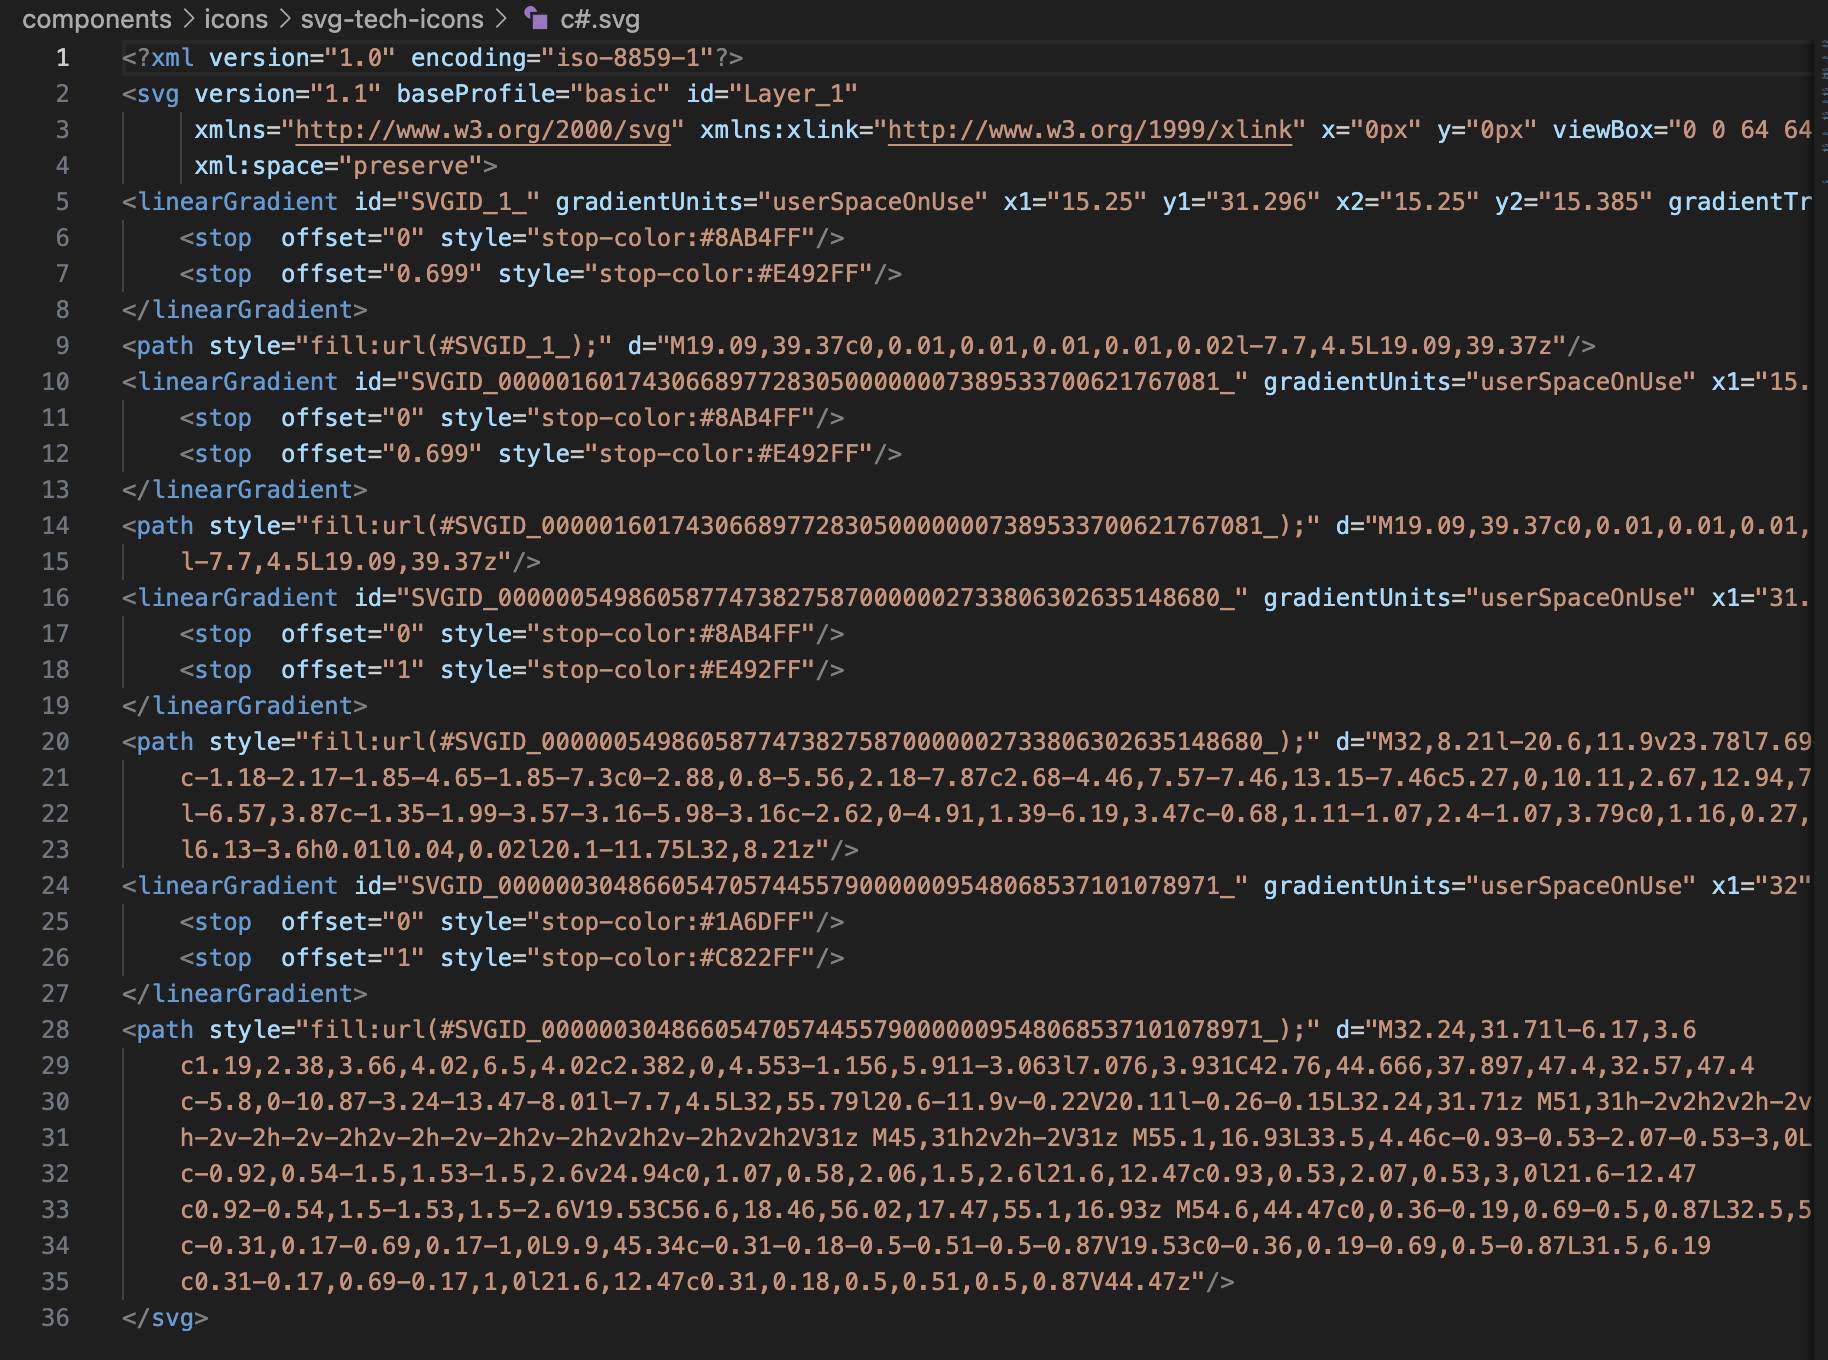 components > icons > svg-tech-icons > c#.svg
1 <?xml version="1.0" encoding="iso-8859-1"?>
2 <svg version="1.1" baseProfile="basic" id="Layer_1"
3 xmlns="http://www.w3.org/2000/svg" xmlns:xlink="http://www.w3.org/1999/xlink" x="0px" y="0px" viewBox="0 0 64 64
4 xml:space="preserve">
5 <linearGradient id="SVGID_1_" gradientUnits="userSpaceOnUse" x1="15.25" y1="31.296" x2="15.25" y2="15.385" gradientTr
6 <stop  offset="0" style="stop-color:#8AB4FF"/>
7 <stop  offset="0.699" style="stop-color:#E492FF"/>
8 </linearGradient>
9 <path style="fill:url(#SVGID_1_);" d="M19.09,39.37c0,0.01,0.01,0.01,0.01,0.02l-7.7,4.5L19.09,39.37z"/>
10 <linearGradient id="SVGID_00000160174306689772830500000007389533700621767081_" gradientUnits="userSpaceOnUse" x1="15.
11 <stop  offset="0" style="stop-color:#8AB4FF"/>
12 <stop  offset="0.699" style="stop-color:#E492FF"/>
13 </linearGradient>
14 <path style="fill:url(#SVGID_00000160174306689772830500000007389533700621767081_);" d="M19.09,39.37c0,0.01,0.01,0.01,
15 l-7.7,4.5L19.09,39.37z"/>
16 <linearGradient id="SVGID_00000054986058774738275870000002733806302635148680_" gradientUnits="userSpaceOnUse" x1="31.
17 <stop  offset="0" style="stop-color:#8AB4FF"/>
18 <stop  offset="1" style="stop-color:#E492FF"/>
19 </linearGradient>
20 <path style="fill:url(#SVGID_00000054986058774738275870000002733806302635148680_);" d="M32,8.21l-20.6,11.9v23.78l7.69
21 c-1.18-2.17-1.85-4.65-1.85-7.3c0-2.88,0.8-5.56,2.18-7.87c2.68-4.46,7.57-7.46,13.15-7.46c5.27,0,10.11,2.67,12.94,7
22 l-6.57,3.87c-1.35-1.99-3.57-3.16-5.98-3.16c-2.62,0-4.91,1.39-6.19,3.47c-0.68,1.11-1.07,2.4-1.07,3.79c0,1.16,0.27,
23 l6.13-3.6h0.01l0.04,0.02l20.1-11.75L32,8.21z"/>
24 <linearGradient id="SVGID_00000030486605470574455790000009548068537101078971_" gradientUnits="userSpaceOnUse" x1="32"
25 <stop  offset="0" style="stop-color:#1A6DFF"/>
26 <stop  offset="1" style="stop-color:#C822FF"/>
27 </linearGradient>
28 <path style="fill:url(#SVGID_00000030486605470574455790000009548068537101078971_);" d="M32.24,31.71l-6.17,3.6
29 c1.19,2.38,3.66,4.02,6.5,4.02c2.382,0,4.553-1.156,5.911-3.063l7.076,3.931C42.76,44.666,37.897,47.4,32.57,47.4
30 c-5.8,0-10.87-3.24-13.47-8.01l-7.7,4.5L32,55.79l20.6-11.9v-0.22V20.11l-0.26-0.15L32.24,31.71z M51,31h-2v2h2v2h-2v
31 h-2v-2h-2v-2h2v-2h-2v-2h2v-2h2v2h2v-2h2v2h2V31z M45,31h2v2h-2V31z M55.1,16.93L33.5,4.46c-0.93-0.53-2.07-0.53-3,0L
32 c-0.92,0.54-1.5,1.53-1.5,2.6v24.94c0,1.07,0.58,2.06,1.5,2.6l21.6,12.47c0.93,0.53,2.07,0.53,3,0l21.6-12.47
33 c0.92-0.54,1.5-1.53,1.5-2.6V19.53C56.6,18.46,56.02,17.47,55.1,16.93z M54.6,44.47c0,0.36-0.19,0.69-0.5,0.87L32.5,5
34 c-0.31,0.17-0.69,0.17-1,0L9.9,45.34c-0.31-0.18-0.5-0.51-0.5-0.87V19.53c0-0.36,0.19-0.69,0.5-0.87L31.5,6.19
35 c0.31-0.17,0.69-0.17,1,0l21.6,12.47c0.31,0.18,0.5,0.51,0.5,0.87V44.47z"/>
36 </svg>